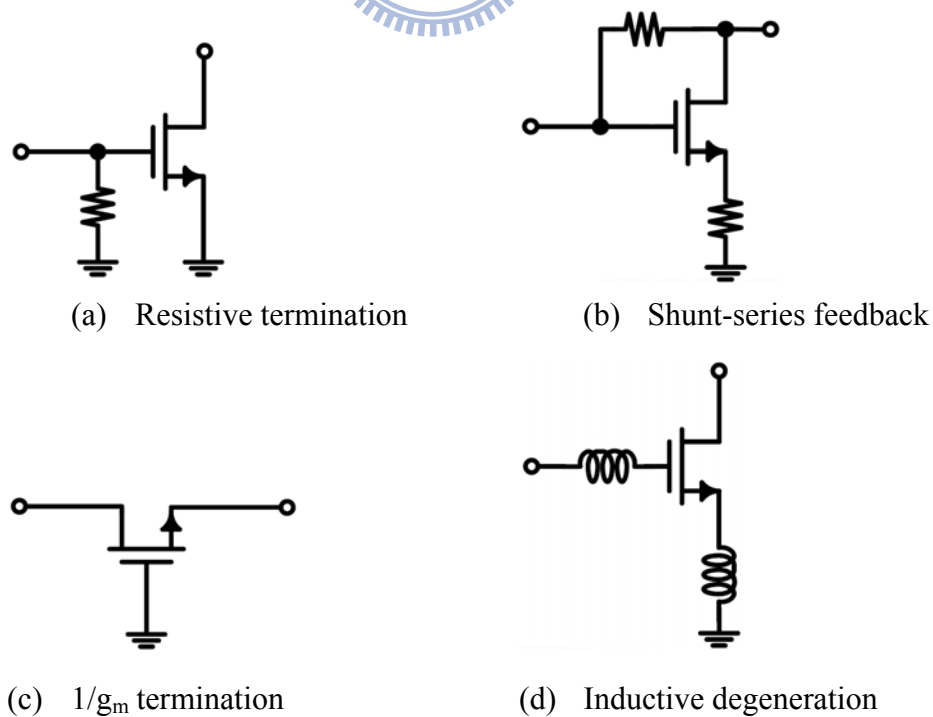 (a) Resistive termination
(b) Shunt-series feedback
(c) 1/gm termination
(d) Inductive degeneration